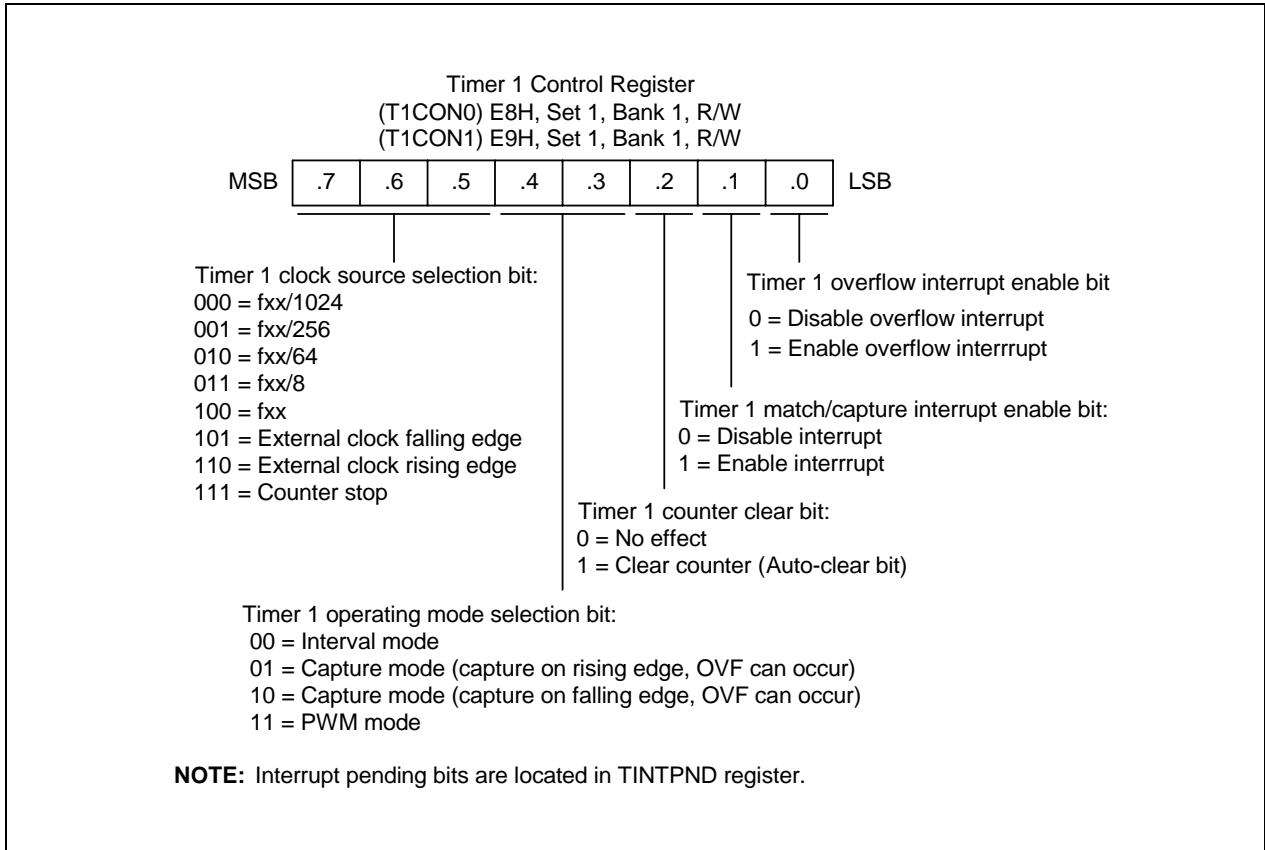 Timer 1 Control Register
(T1CON0) E8H, Set 1, Bank 1, R/W
(T1CON1) E9H, Set 1, Bank 1, R/W
MSB .7 .6 .5 .4 .3 .2 .1 .0 LSB
Timer 1 clock source selection bit:
000 = fxx/1024
001 = fxx/256
010 = fxx/64
011 = fxx/8
100 = fxx
101 = External clock falling edge
110 = External clock rising edge
111 = Counter stop
Timer 1 overflow interrupt enable bit
0 = Disable overflow interrupt
1 = Enable overflow interrrupt
Timer 1 match/capture interrupt enable bit:
0 = Disable interrupt
1 = Enable interrrupt
Timer 1 counter clear bit:
0 = No effect
1 = Clear counter (Auto-clear bit)
Timer 1 operating mode selection bit:
00 = Interval mode
01 = Capture mode (capture on rising edge, OVF can occur)
10 = Capture mode (capture on falling edge, OVF can occur)
11 = PWM mode
NOTE: Interrupt pending bits are located in TINTPND register.